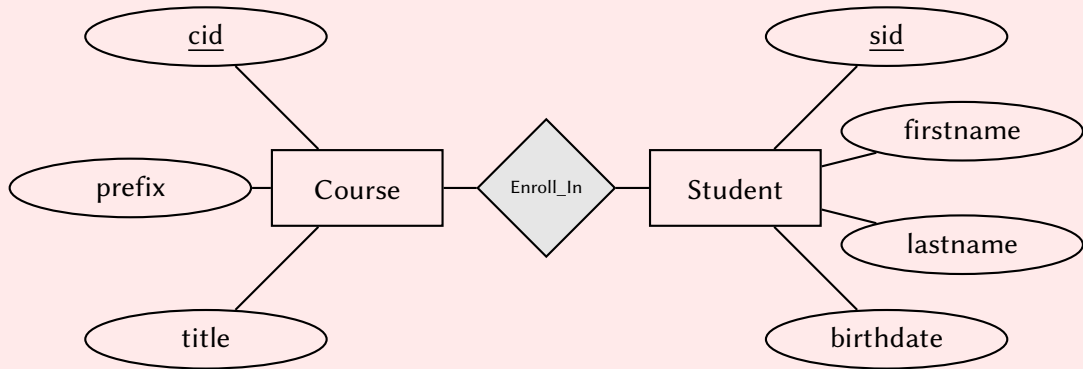 cid
sid
firstname
prefix
Course
Enroll_In
Student
lastname
title
birthdate